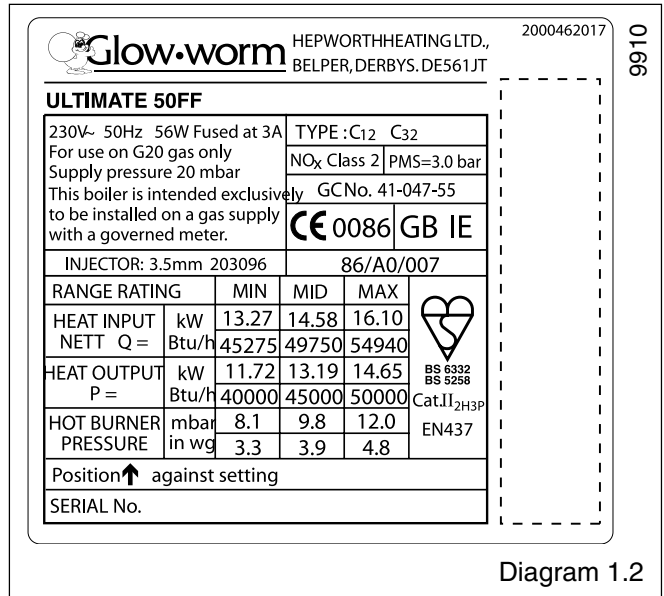 Glow•worm HEPWORTHHEATING LTD.,
BELPER, DERBYS. DE561JT
2000462017
9910
ULTIMATE 50FF
230V~ 50Hz 56W Fused at 3A
For use on G20 gas only
Supply pressure 20 mbar
This boiler is intended exclusively
to be installed on a gas supply
with a governed meter.
TYPE : C12 C32
NOX Class 2 PMS=3.0 bar
GC No. 41-047-55
CE 0086 GB IE
INJECTOR: 3.5mm 203096 86/A0/007
RANGE RATING MIN MID MAX
HEAT INPUT NETT Q = kW 13.27 14.58 16.10
Btu/h 45275 49750 54940
HEAT OUTPUT P = kW 11.72 13.19 14.65
Btu/h 40000 45000 50000
HOT BURNER PRESSURE mbar 8.1 9.8 12.0
in wg 3.3 3.9 4.8
BS 6332
BS 5258
Cat.II2H3P
EN437
Position ↑ against setting
SERIAL No.
Diagram 1.2